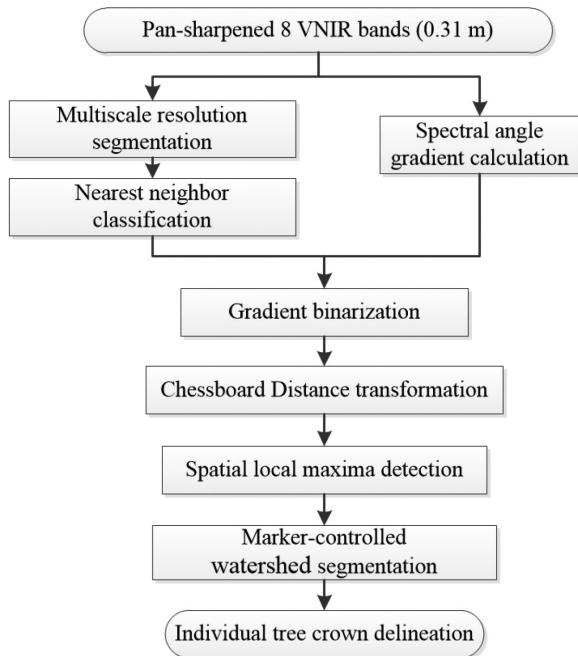 Pan-sharpened 8 VNIR bands (0.31 m)
Multiscale resolution
segmentation
Spectral angle
gradient calculation
Nearest neighbor
classification
Gradient binarization
Chessboard Distance transformation
Spatial local maxima detection
Marker-controlled
watershed segmentation
Individual tree crown delineation